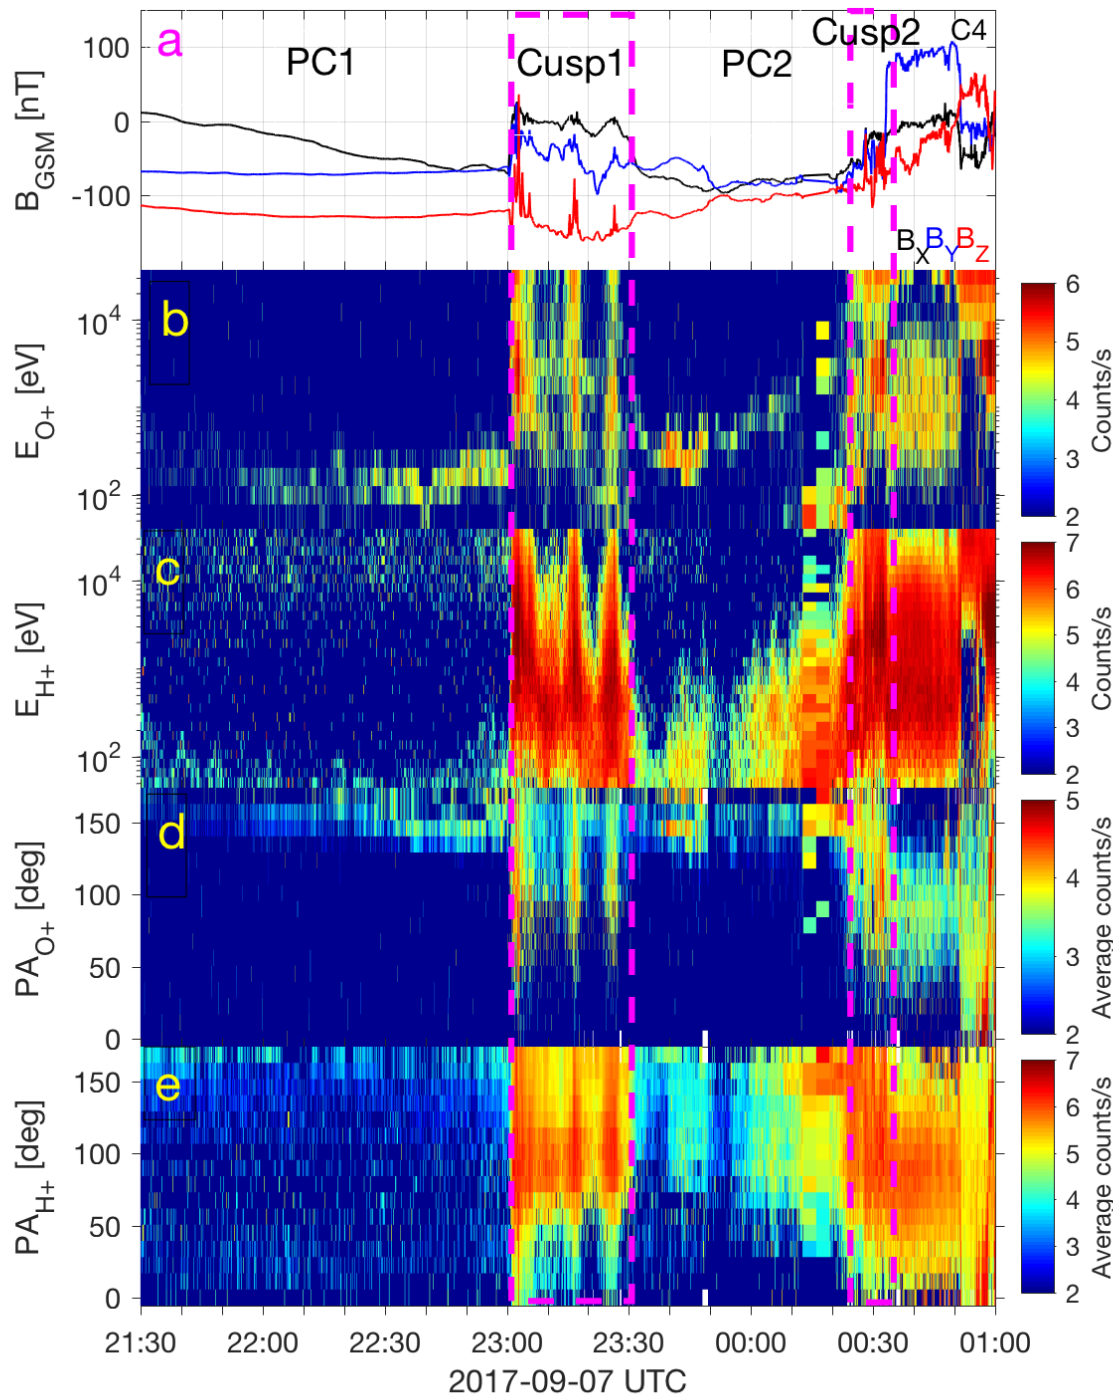 a
PC1
Cusp1
PC2
Cusp2
C4
100
0
-100
B_GSM [nT]
B_X B_Y B_Z
b
10^4
10^2
E_O+ [eV]
6
5
4
3
2
Counts/s
c
10^4
10^2
E_H+ [eV]
7
6
5
4
3
2
Counts/s
d
150
100
50
0
PA_O+ [deg]
5
4
3
2
Average counts/s
e
150
100
50
0
PA_H+ [deg]
7
6
5
4
3
2
Average counts/s
21:30 22:00 22:30 23:00 23:30 00:00 00:30 01:00
2017-09-07 UTC